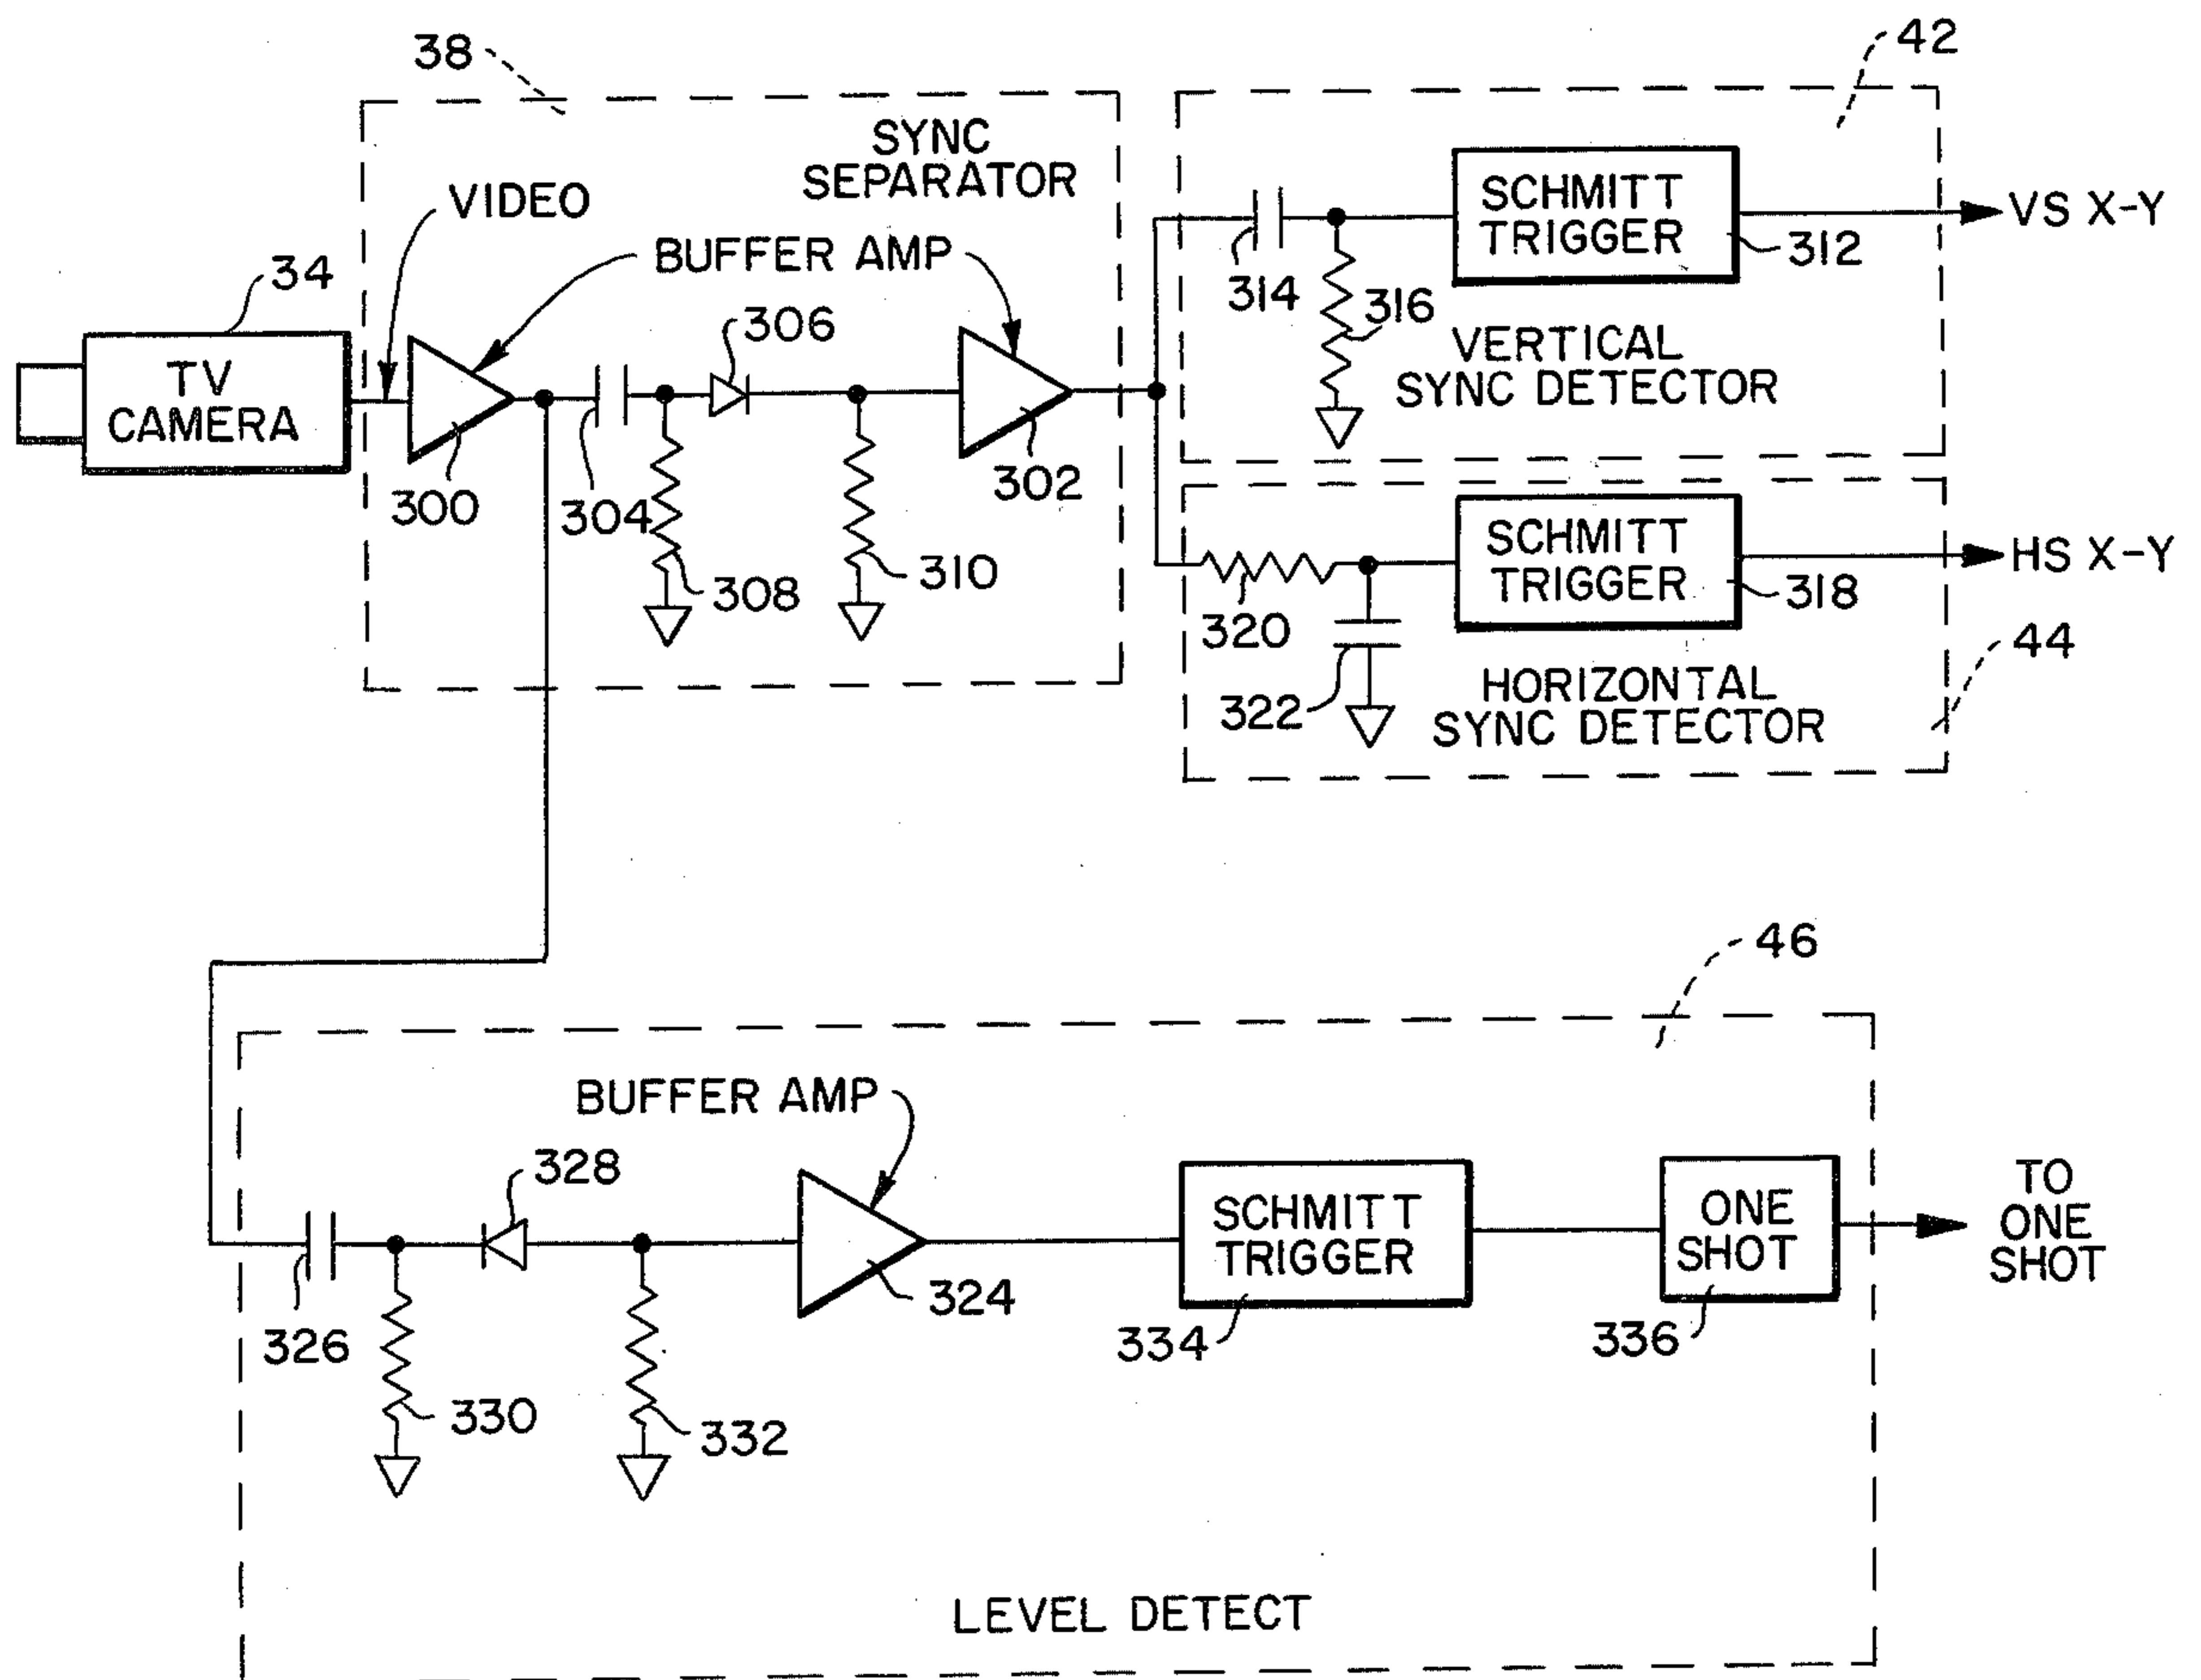 38
42
SYNC
SEPARATOR
VIDEO
BUFFER AMP
SCHMITT
TRIGGER
312
VS X-Y
34
306
314
316
TV
CAMERA
VERTICAL
SYNC DETECTOR
300
304
302
308
310
SCHMITT
TRIGGER
318
HS X-Y
320
322
44
HORIZONTAL
SYNC DETECTOR
46
BUFFER AMP
328
324
SCHMITT
TRIGGER
334
ONE
SHOT
336
TO
ONE
SHOT
326
330
332
LEVEL DETECT